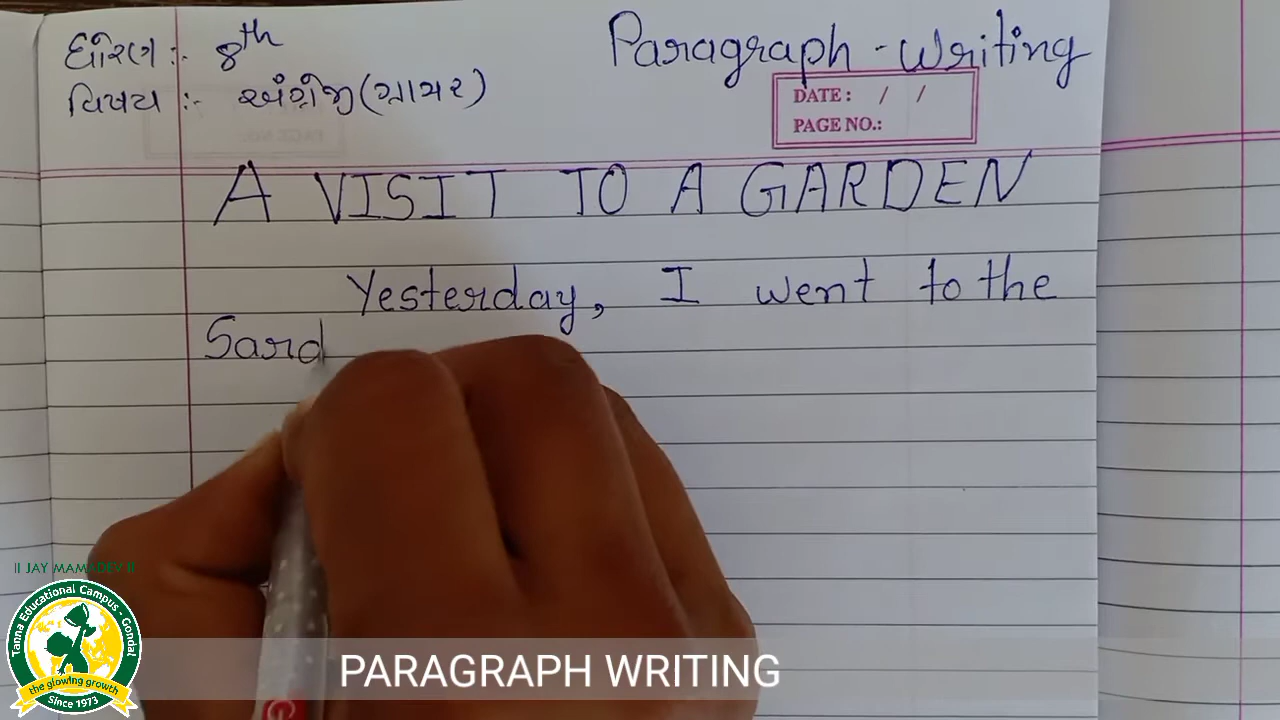 ધોરણ :- 8th
વિષય :- અંગ્રેજી (ગ્રામર)
Paragraph - Writing
DATE : / /
PAGE NO.:
A VISIT TO A GARDEN
Yesterday, I went to the
Sard
II JAY MAMADEV II
Tanna Educational Campus - Gondal
the glowing growth
Since 1973
PARAGRAPH WRITING